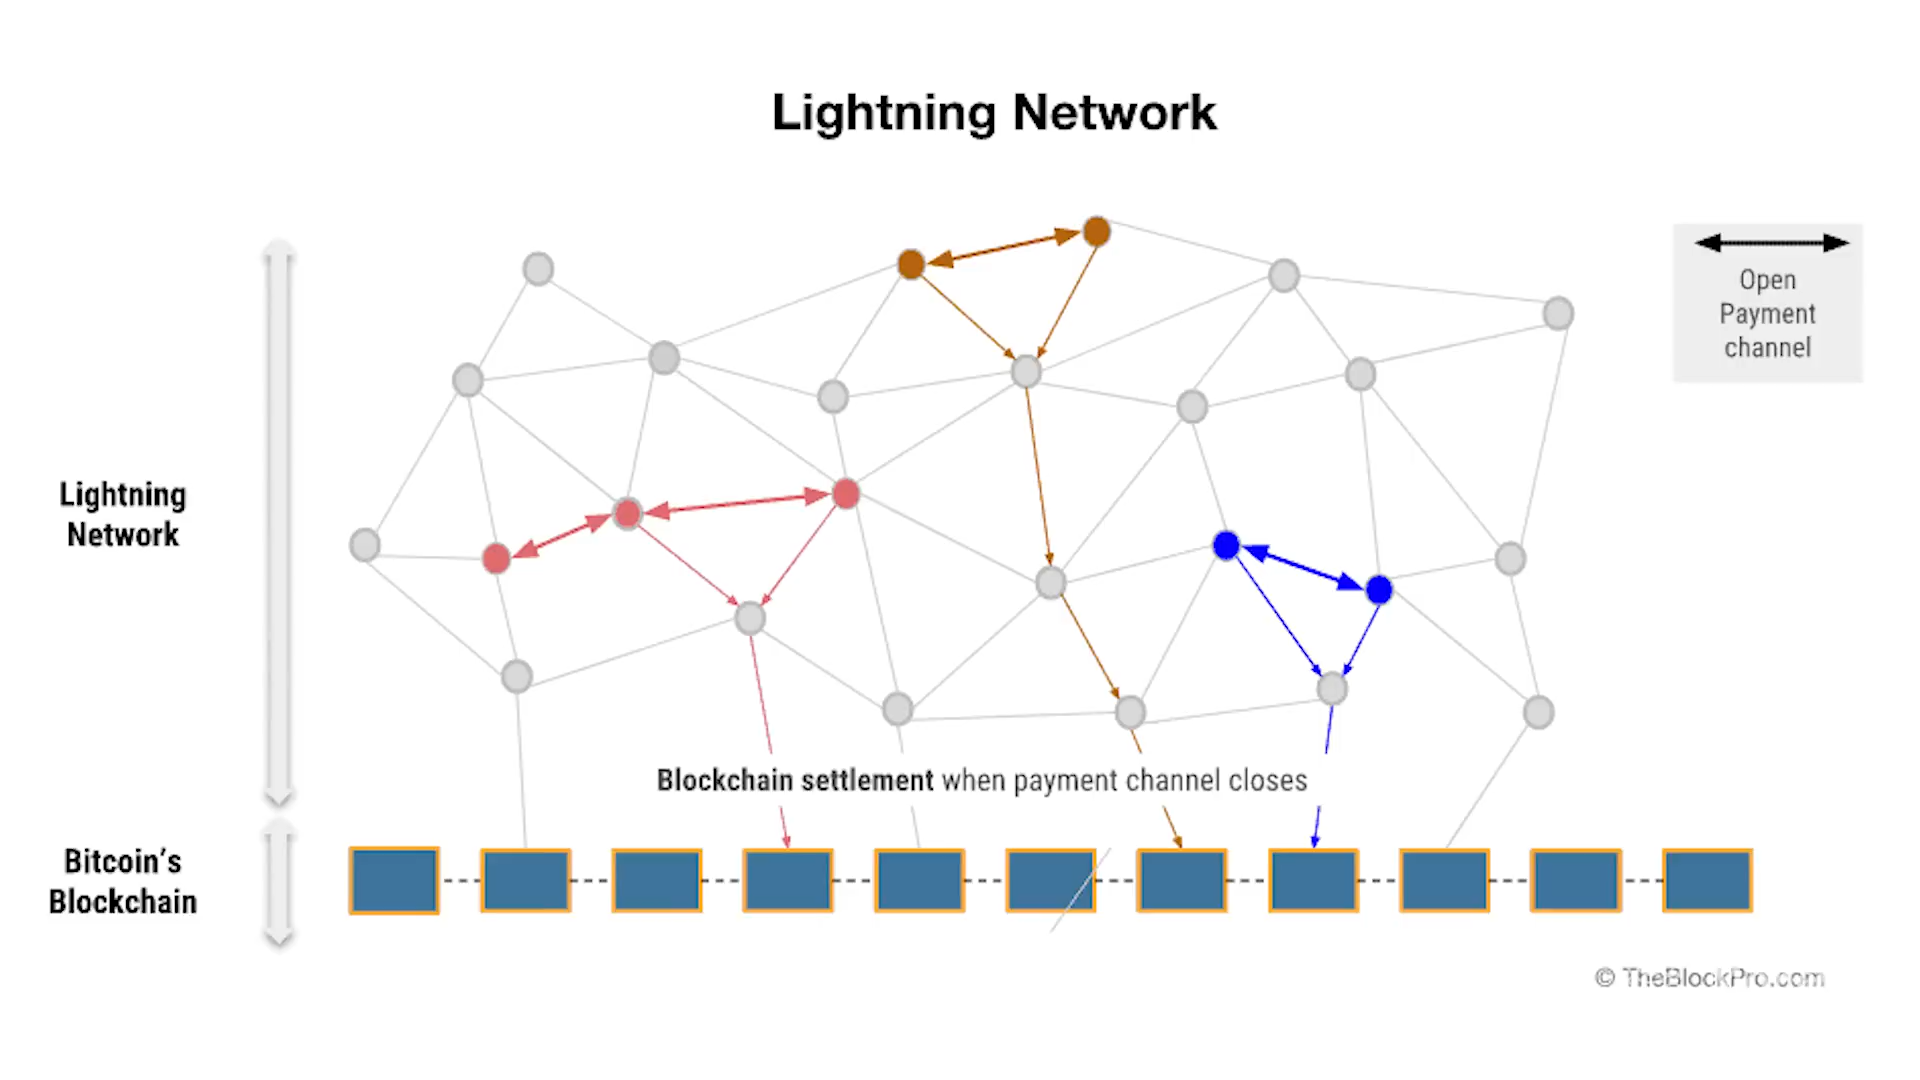 Lightning Network
Open
Payment
channel
Lightning
Network
Blockchain settlement when payment channel closes
Bitcoin's
Blockchain
© TheBlockPro.com